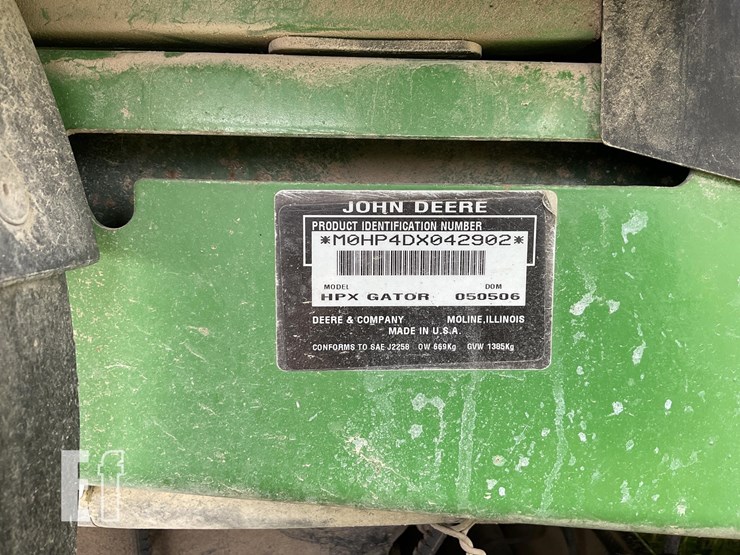 JOHN DEERE
PRODUCT IDENTIFICATION NUMBER
*M0HP4DX042902*
MODEL DOM
HPX GATOR 050506
DEERE & COMPANY MOLINE, ILLINOIS
MADE IN U.S.A.
CONFORMS TO SAE J2258 OW 669Kg GVW 1385Kg
Ef